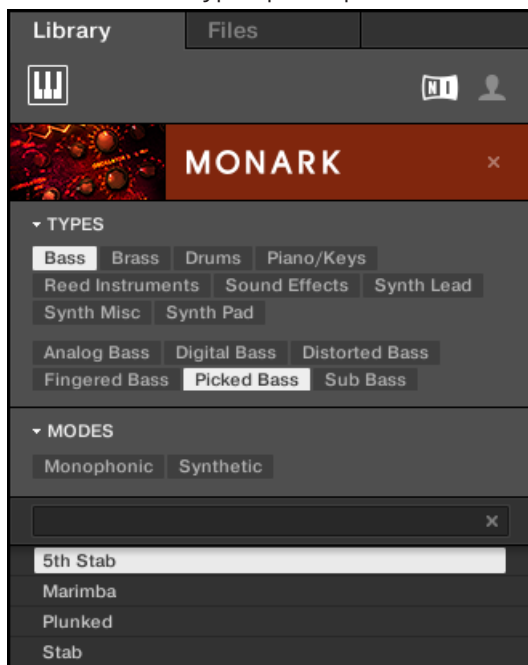 Library Files
NI
MONARK ×
TYPES
Bass Brass Drums Piano/Keys
Reed Instruments Sound Effects Synth Lead
Synth Misc Synth Pad
Analog Bass Digital Bass Distorted Bass
Fingered Bass Picked Bass Sub Bass
MODES
Monophonic Synthetic
×
5th Stab
Marimba
Plunked
Stab